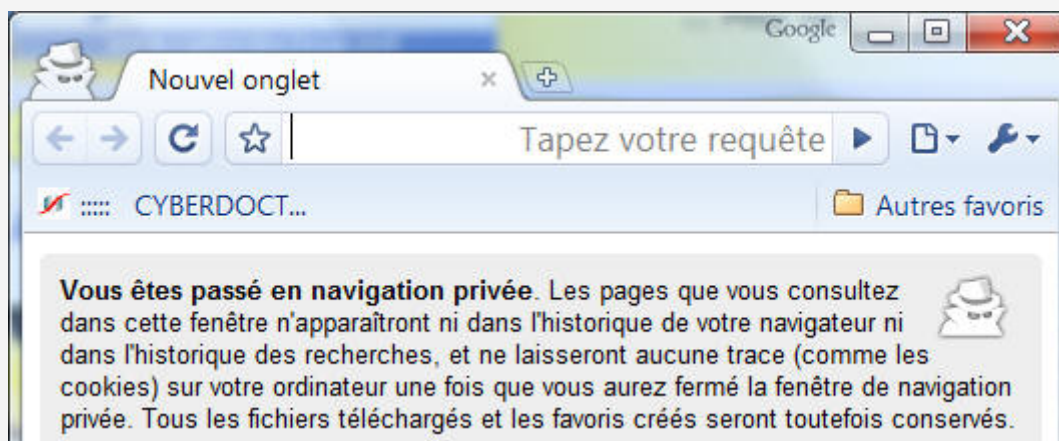 Google
Nouvel onglet
Tapez votre requête
::::: CYBERDOCT... Autres favoris
Vous êtes passé en navigation privée. Les pages que vous consultez
dans cette fenêtre n'apparaîtront ni dans l'historique de votre navigateur ni
dans l'historique des recherches, et ne laisseront aucune trace (comme les
cookies) sur votre ordinateur une fois que vous aurez fermé la fenêtre de navigation
privée. Tous les fichiers téléchargés et les favoris créés seront toutefois conservés.